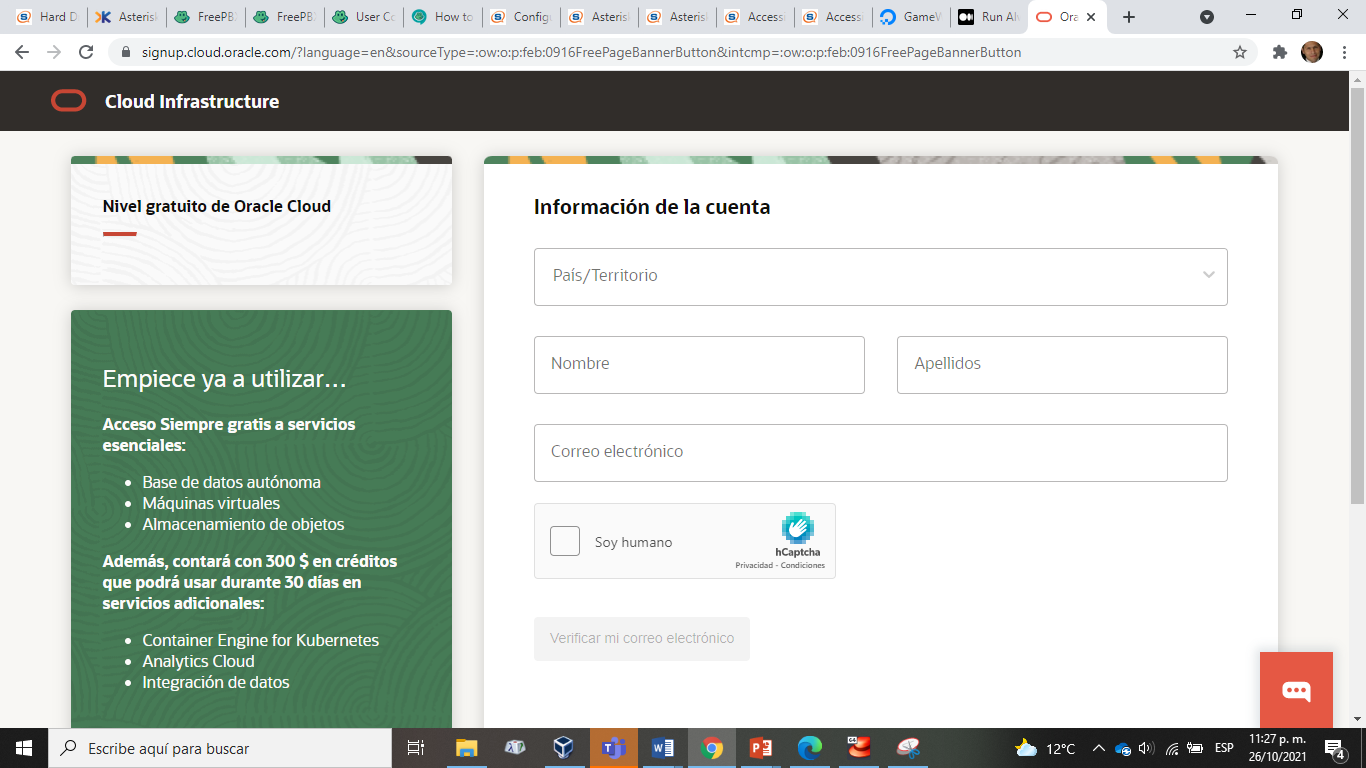 Hard D
Asterisk
FreePB
FreePB
User Co
How to
Config
Asterisk
Asterisk
Accessi
Access
GameV
Run Al
Ora
signup.cloud.oracle.com/?language=en&sourceType=:ow:o:p:feb:0916FreePageBannerButton&intcmp=:ow:o:p:feb:0916FreePageBannerButton
Cloud Infrastructure
Nivel gratuito de Oracle Cloud
Empiece ya a utilizar...
Acceso Siempre gratis a servicios
esenciales:
• Base de datos autónoma
• Máquinas virtuales
• Almacenamiento de objetos
Además, contará con 300 $ en créditos
que podrá usar durante 30 días en
servicios adicionales:
• Container Engine for Kubernetes
• Analytics Cloud
• Integración de datos
Información de la cuenta
País/Territorio
Nombre
Apellidos
Correo electrónico
Soy humano
hCaptcha
Privacidad - Condiciones
Verificar mi correo electrónico
Escribe aquí para buscar
12°C
ESP
11:27 p. m.
26/10/2021
4